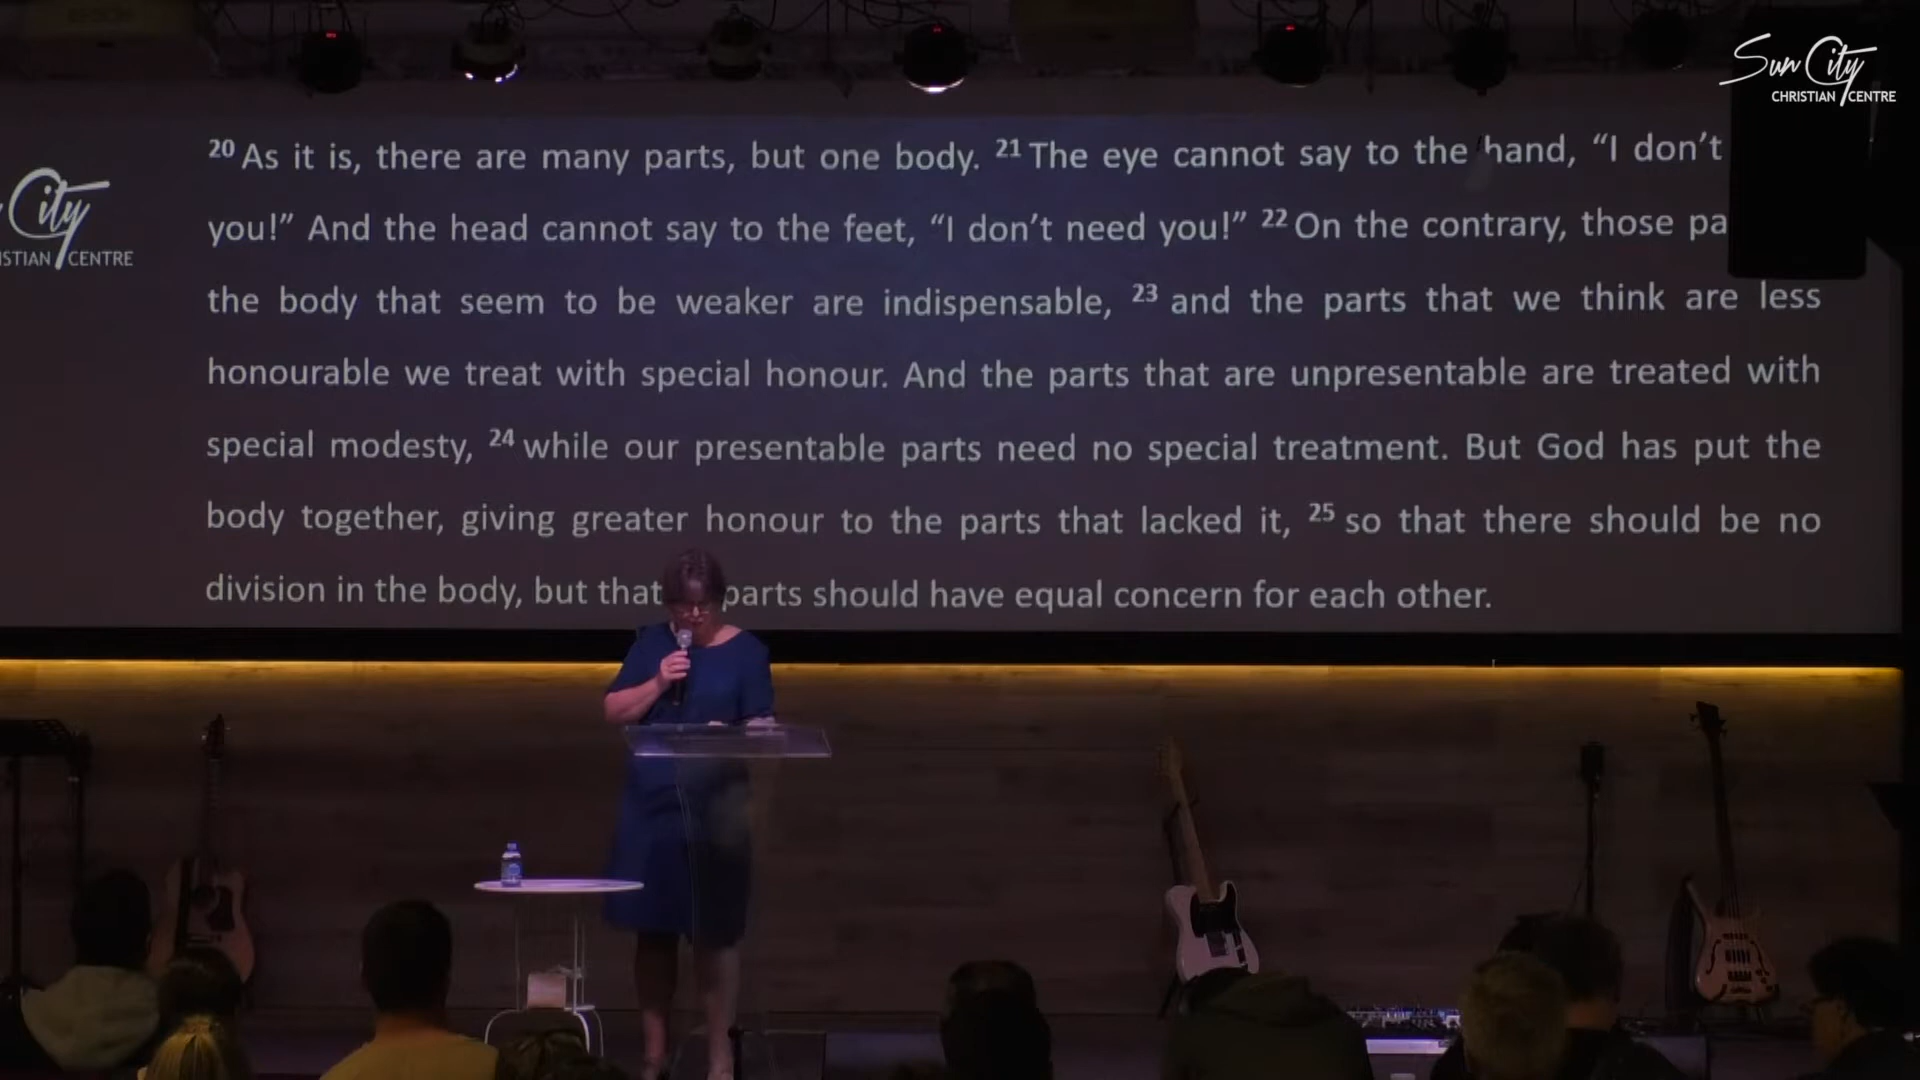 Sun City
CHRISTIAN CENTRE
City
STIAN CENTRE
20 As it is, there are many parts, but one body. 21 The eye cannot say to the hand, “I don’t
you!” And the head cannot say to the feet, “I don’t need you!” 22 On the contrary, those pa
the body that seem to be weaker are indispensable, 23 and the parts that we think are less
honourable we treat with special honour. And the parts that are unpresentable are treated with
special modesty, 24 while our presentable parts need no special treatment. But God has put the
body together, giving greater honour to the parts that lacked it, 25 so that there should be no
division in the body, but that parts should have equal concern for each other.